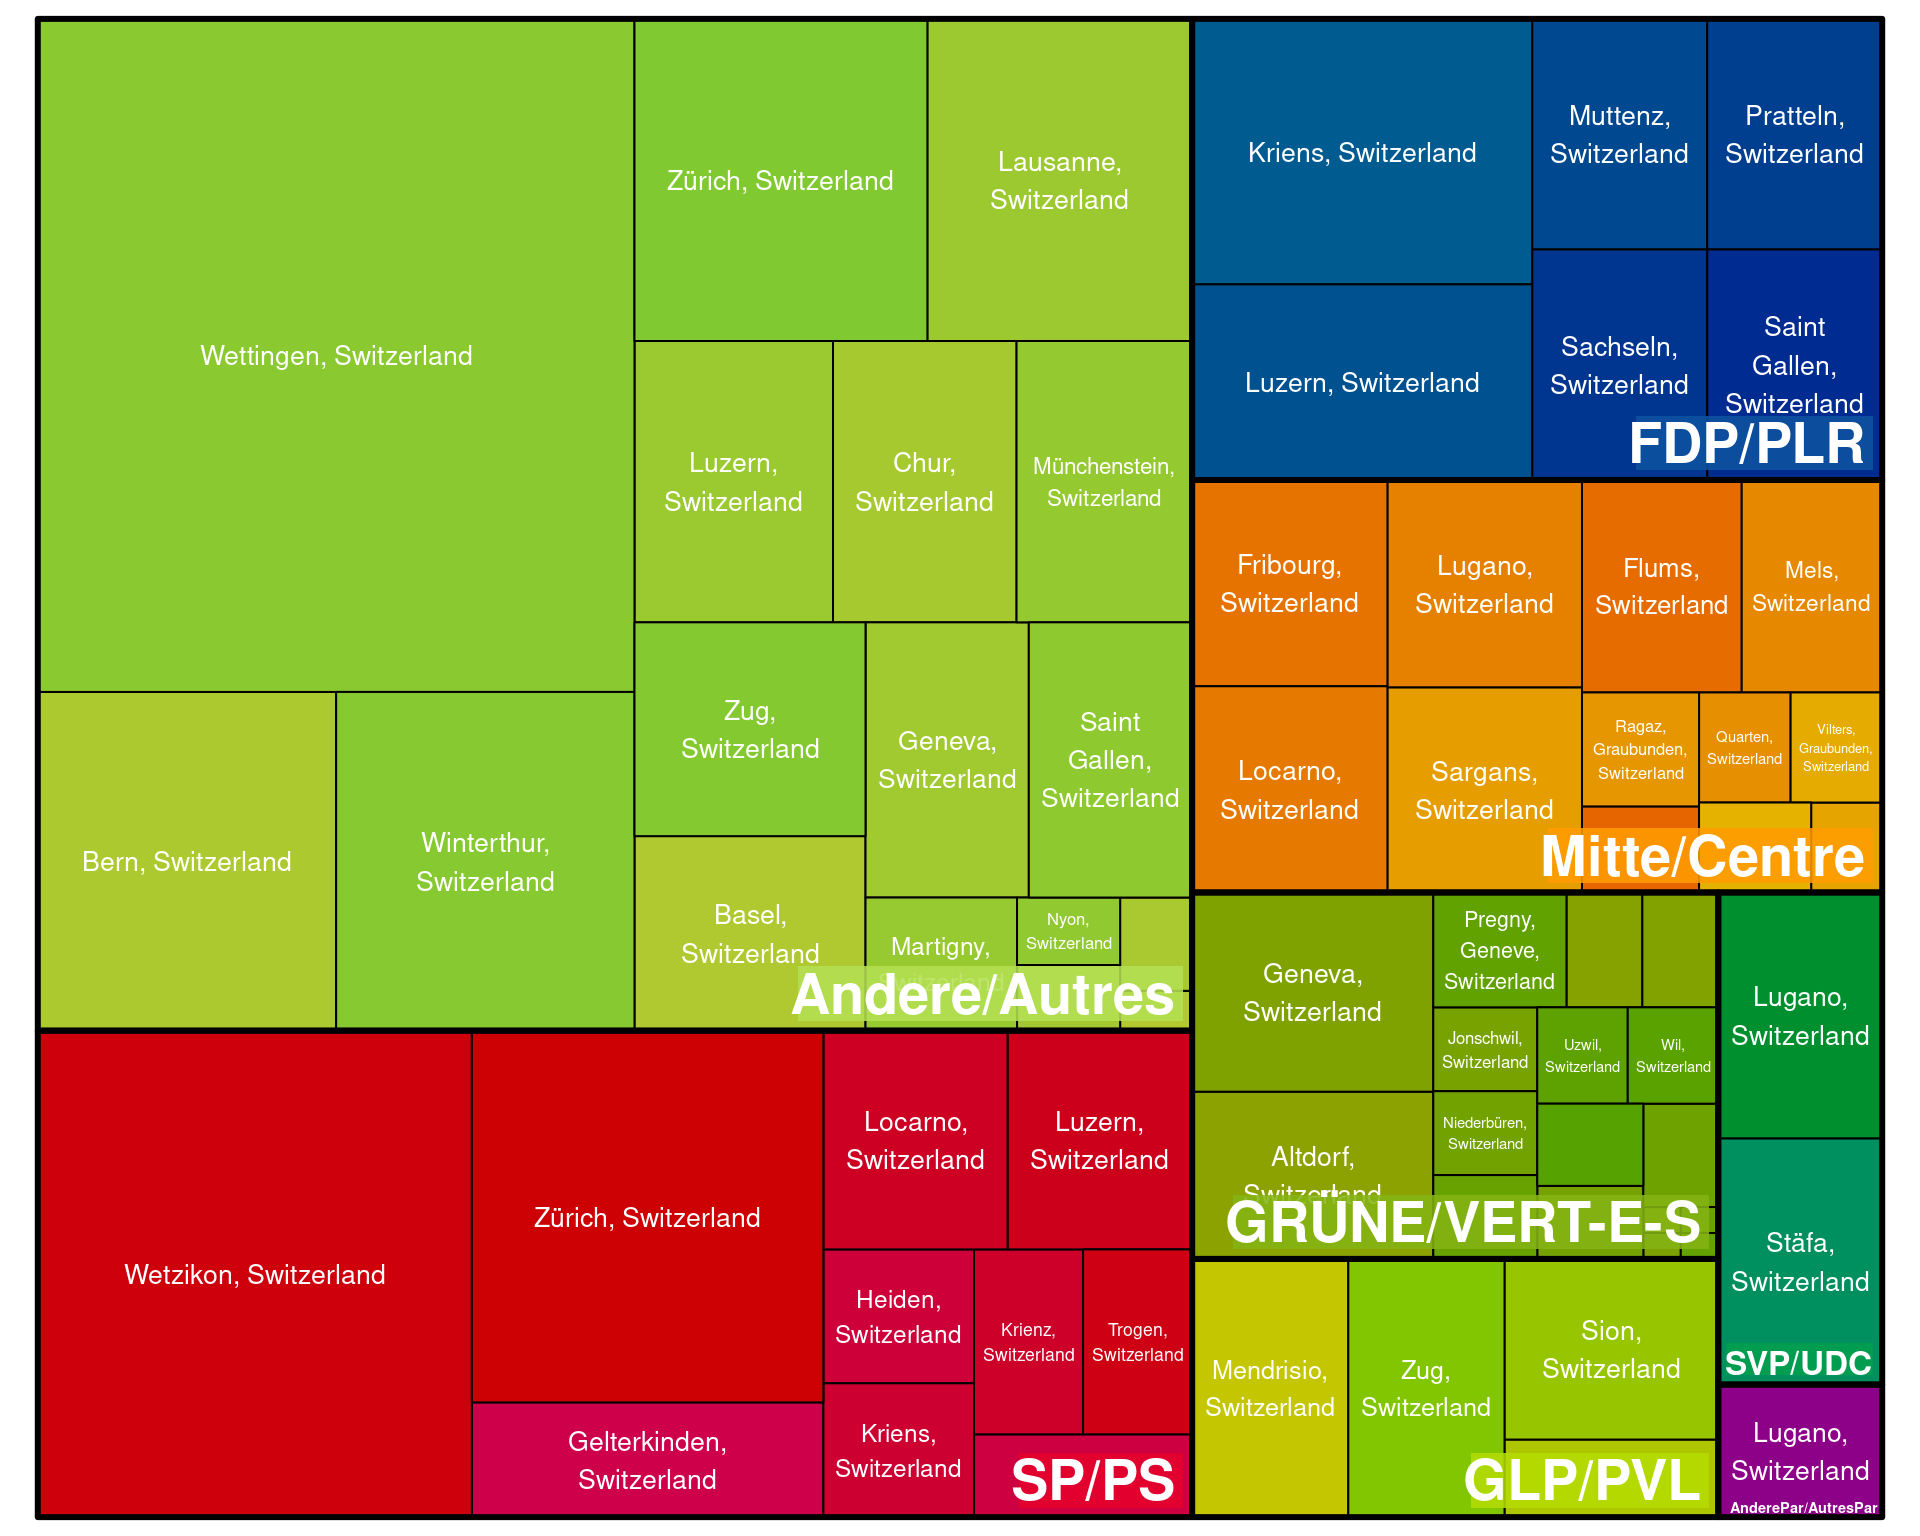 Wettingen, Switzerland
Zürich, Switzerland
Lausanne,
Switzerland
Luzern,
Switzerland
Chur,
Switzerland
Münchenstein,
Switzerland
Zug,
Switzerland
Geneva,
Switzerland
Saint
Gallen,
Switzerland
Bern, Switzerland
Winterthur,
Switzerland
Basel,
Switzerland
Martigny,
Switzerland
Nyon,
Switzerland
Andere/Autres
Wetzikon, Switzerland
Zürich, Switzerland
Gelterkinden,
Switzerland
Locarno,
Switzerland
Luzern,
Switzerland
Heiden,
Switzerland
Krienz,
Switzerland
Trogen,
Switzerland
Kriens,
Switzerland
SP/PS
Kriens, Switzerland
Luzern, Switzerland
Muttenz,
Switzerland
Pratteln,
Switzerland
Sachseln,
Switzerland
Saint
Gallen,
Switzerland
FDP/PLR
Fribourg,
Switzerland
Lugano,
Switzerland
Flums,
Switzerland
Mels,
Switzerland
Locarno,
Switzerland
Sargans,
Switzerland
Ragaz,
Graubunden,
Switzerland
Quarten,
Switzerland
Vilters,
Graubunden,
Switzerland
Mitte/Centre
Geneva,
Switzerland
Pregny,
Geneve,
Switzerland
Jonschwil,
Switzerland
Uzwil,
Switzerland
Wil,
Switzerland
Niederbüren,
Switzerland
Altdorf,
Switzerland
GRÜNE/VERT-E-S
Mendrisio,
Switzerland
Zug,
Switzerland
Sion,
Switzerland
GLP/PVL
Lugano,
Switzerland
Stäfa,
Switzerland
SVP/UDC
Lugano,
Switzerland
AnderePar/AutresPar